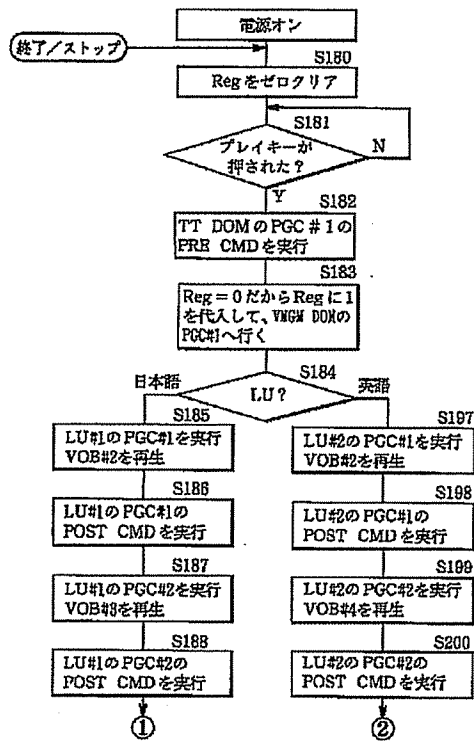 電源オン
終了/ストップ
S180
Regをゼロクリア
S181
プレイキーが
押された?
N
Y
S182
TT DOMのPGC#1の
PRE CMDを実行
S183
Reg=0だからRegに1
を代入して、VMGM DOMの
PGC#1へ行く
S184
日本語
LU?
英語
S185
LU#1のPGC#1を実行
VOB#2を再生
S186
LU#1のPGC#1の
POST CMDを実行
S187
LU#1のPGC#2を実行
VOB#3を再生
S188
LU#1のPGC#2の
POST CMDを実行
①
S197
LU#2のPGC#1を実行
VOB#2を再生
S198
LU#2のPGC#1の
POST CMDを実行
S199
LU#2のPGC#2を実行
VOB#4を再生
S200
LU#2のPGC#2の
POST CMDを実行
②